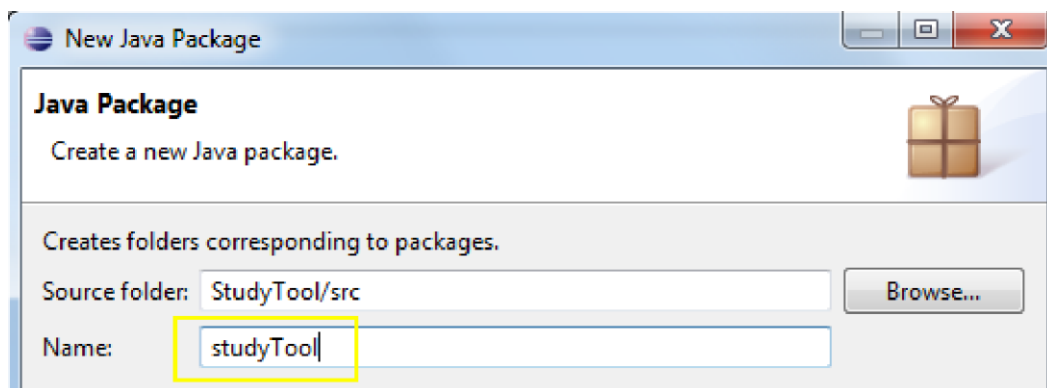 New Java Package
Java Package
Create a new Java package.
Creates folders corresponding to packages.
Source folder: StudyTool/src Browse...
Name: studyTool